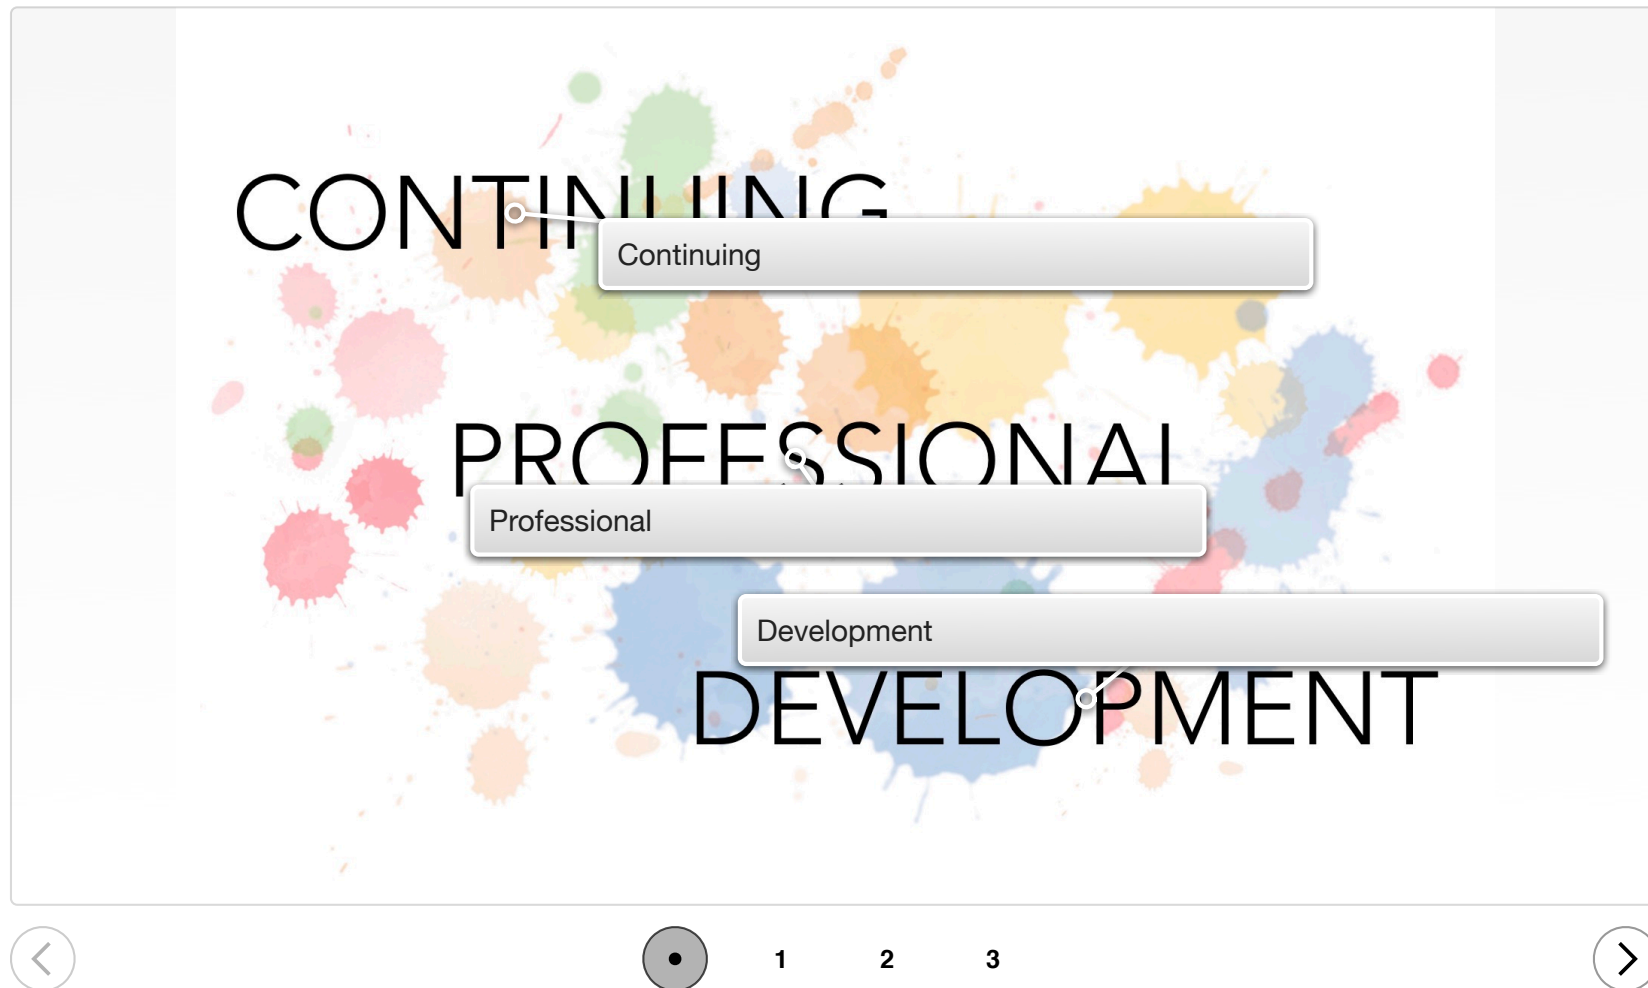 CONTINUING
Continuing
PROFESSIONAL
Professional
Development
DEVELOPMENT
1 2 3